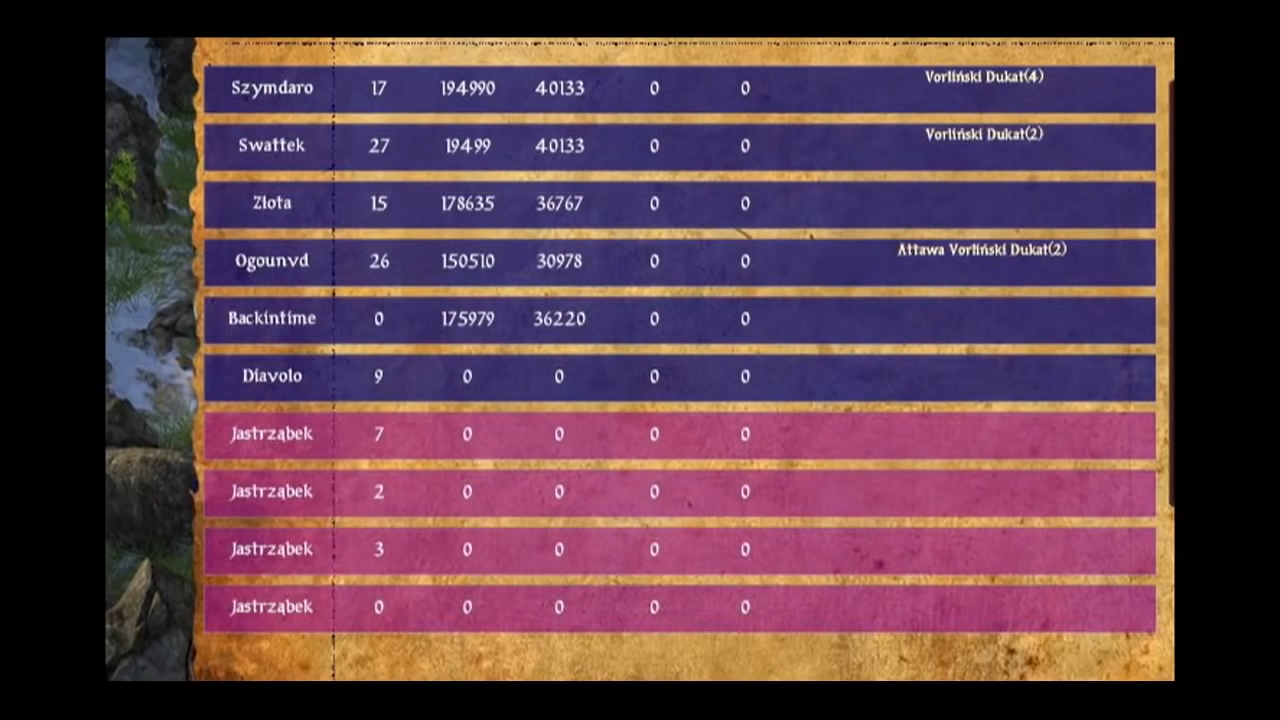 Szymdaro 17 194990 40133 0 0 Vorliński Dukat(4)
Swattek 27 19499 40133 0 0 Vorliński Dukat(2)
Złota 15 178635 36767 0 0
Ogounvd 26 150510 30978 0 0 Attawa Vorliński Dukat(2)
Backintime 0 175979 36220 0 0
Diavolo 9 0 0 0 0
Jastrząbek 7 0 0 0 0
Jastrząbek 2 0 0 0 0
Jastrząbek 3 0 0 0 0
Jastrząbek 0 0 0 0 0